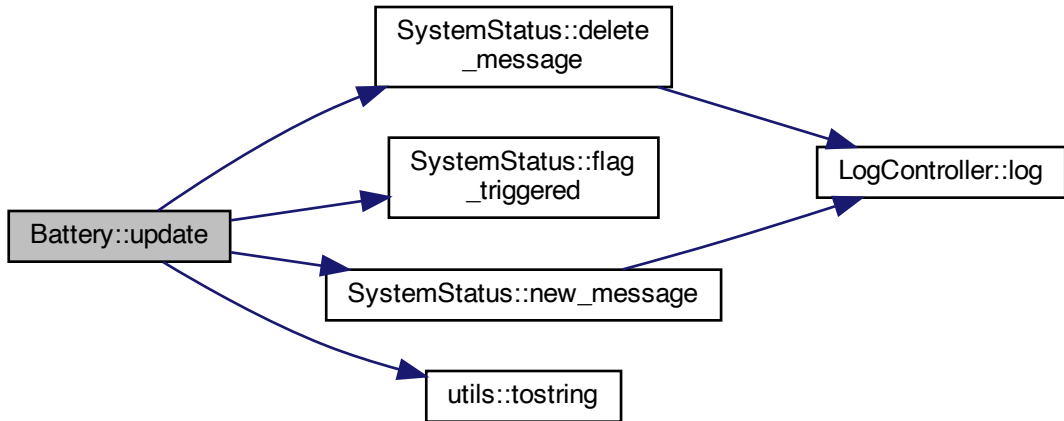 SystemStatus::delete
_message
SystemStatus::flag
_triggered
LogController::log
Battery::update
SystemStatus::new_message
utils::tostring